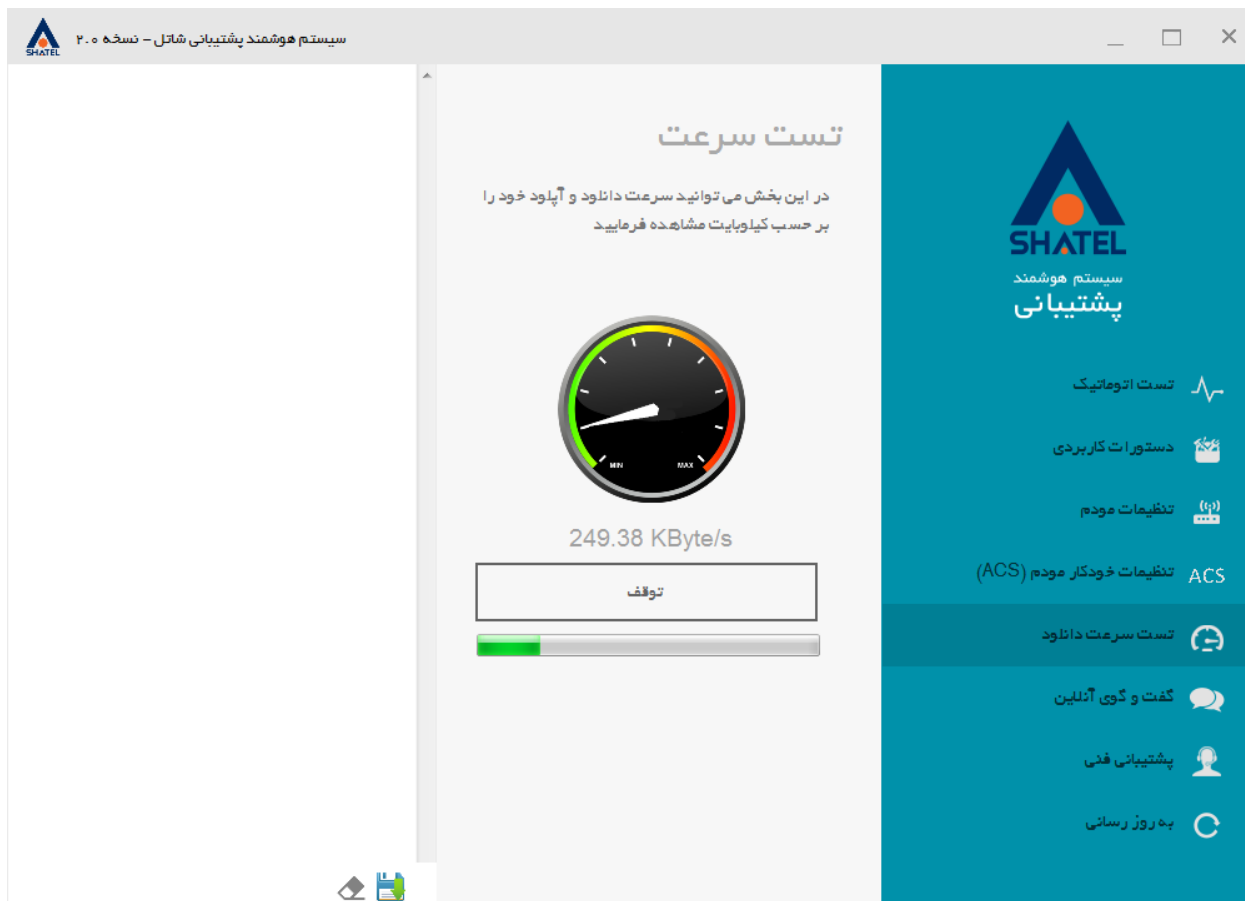 سیستم هوشمند پشتیبانی شاتل - نسخه ۲.۰
SHATEL
تست سرعت
در این بخش می توانید سرعت دانلود و آپلود خود را
بر حسب کیلوبایت مشاهده فرمایید
MIN
MAX
249.38 KByte/s
توقف
SHATEL
سیستم هوشمند
پشتیبانی
تست اتوماتیک
دستورات کاربردی
تنظیمات مودم
تنظیمات خودکار مودم (ACS)
ACS
تست سرعت دانلود
گفت و گوی آنلاین
پشتیبانی فنی
به روز رسانی